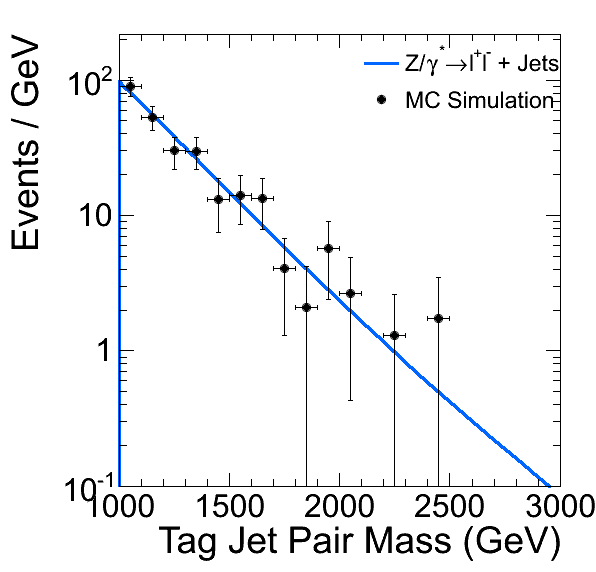 Events / GeV
Z/γ*→l⁺l⁻ + Jets
MC Simulation
10²
10
1
10⁻¹
1000 1500 2000 2500 3000
Tag Jet Pair Mass (GeV)